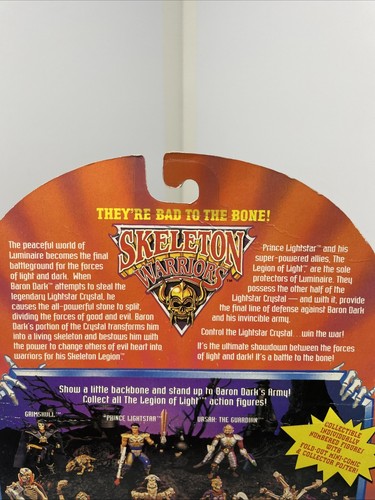 THEY'RE BAD TO THE BONE!
SKELETON
WARRIORS™
The peaceful world of
Luminaire becomes the final
battleground for the forces
of light and dark. When
Baron Dark™ attempts to steal the
legendary Lightstar Crystal, he
causes the all-powerful stone to split,
dividing the forces of good and evil. Baron
Dark's portion of the Crystal transforms him
into a living skeleton and bestows him with
the power to change others of evil heart into
warriors for his Skeleton Legion™.
Prince Lightstar™ and his
super-powered allies, The
Legion of Light™, are the sole
protectors of Luminaire. They
possess the other half of the
Lightstar Crystal — and with it, provide
the final line of defense against Baron Dark
and his invincible army.
Control the Lightstar Crystal...win the war!
It's the ultimate showdown between the forces
of light and dark! It's a battle to the bone!
Show a little backbone and stand up to Baron Dark's Army!
Collect all The Legion of Light™ action figures!
GRIMSKULL™
"PRINCE LIGHTSTAR"™
URSAK: THE GUARDIAN™
COLLECTIBLE
INDIVIDUALLY
NUMBERED FIGURE!
WITH
FOLD-OUT MINI-COMIC
& COLLECTOR POSTER!